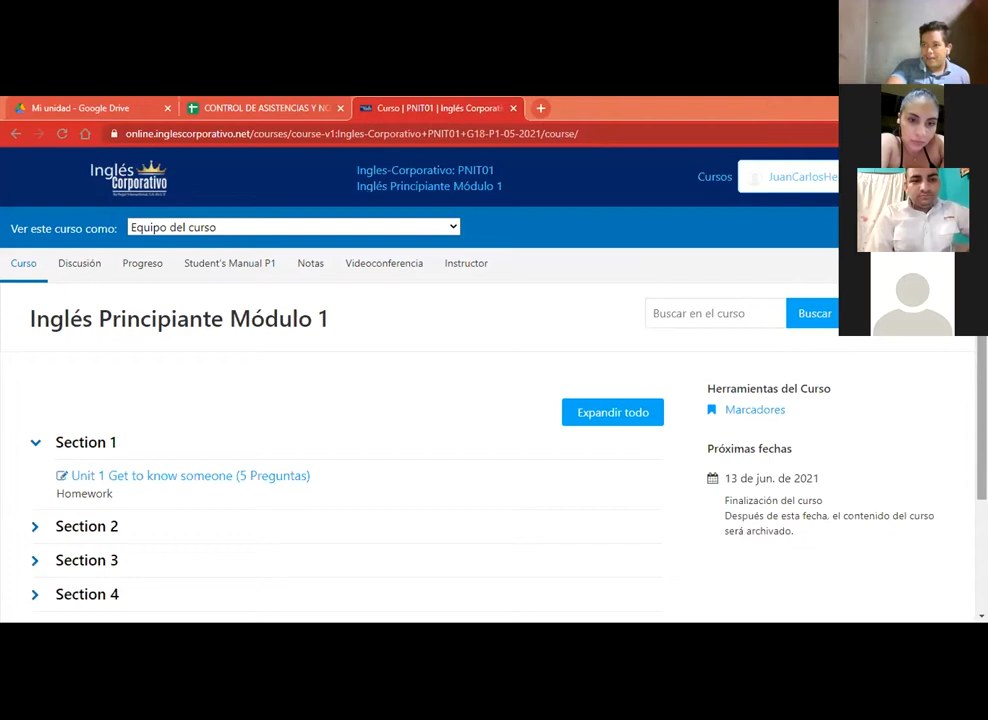 Mi unidad - Google Drive
CONTROL DE ASISTENCIAS Y NO
Curso | PNIT01 | Inglés Corporati
online.inglescorporativo.net/courses/course-v1:Ingles-Corporativo+PNIT01+G18-P1-05-2021/course/
Inglés
Corporativo
Ingles-Corporativo: PNIT01
Inglés Principiante Módulo 1
Cursos
JuanCarlosHe
Ver este curso como:
Equipo del curso
Curso
Discusión
Progreso
Student's Manual P1
Notas
Videoconferencia
Instructor
Inglés Principiante Módulo 1
Buscar en el curso
Buscar
Expandir todo
Section 1
Unit 1 Get to know someone (5 Preguntas)
Homework
Section 2
Section 3
Section 4
Herramientas del Curso
Marcadores
Próximas fechas
13 de jun. de 2021
Finalización del curso
Después de esta fecha, el contenido del curso
será archivado.